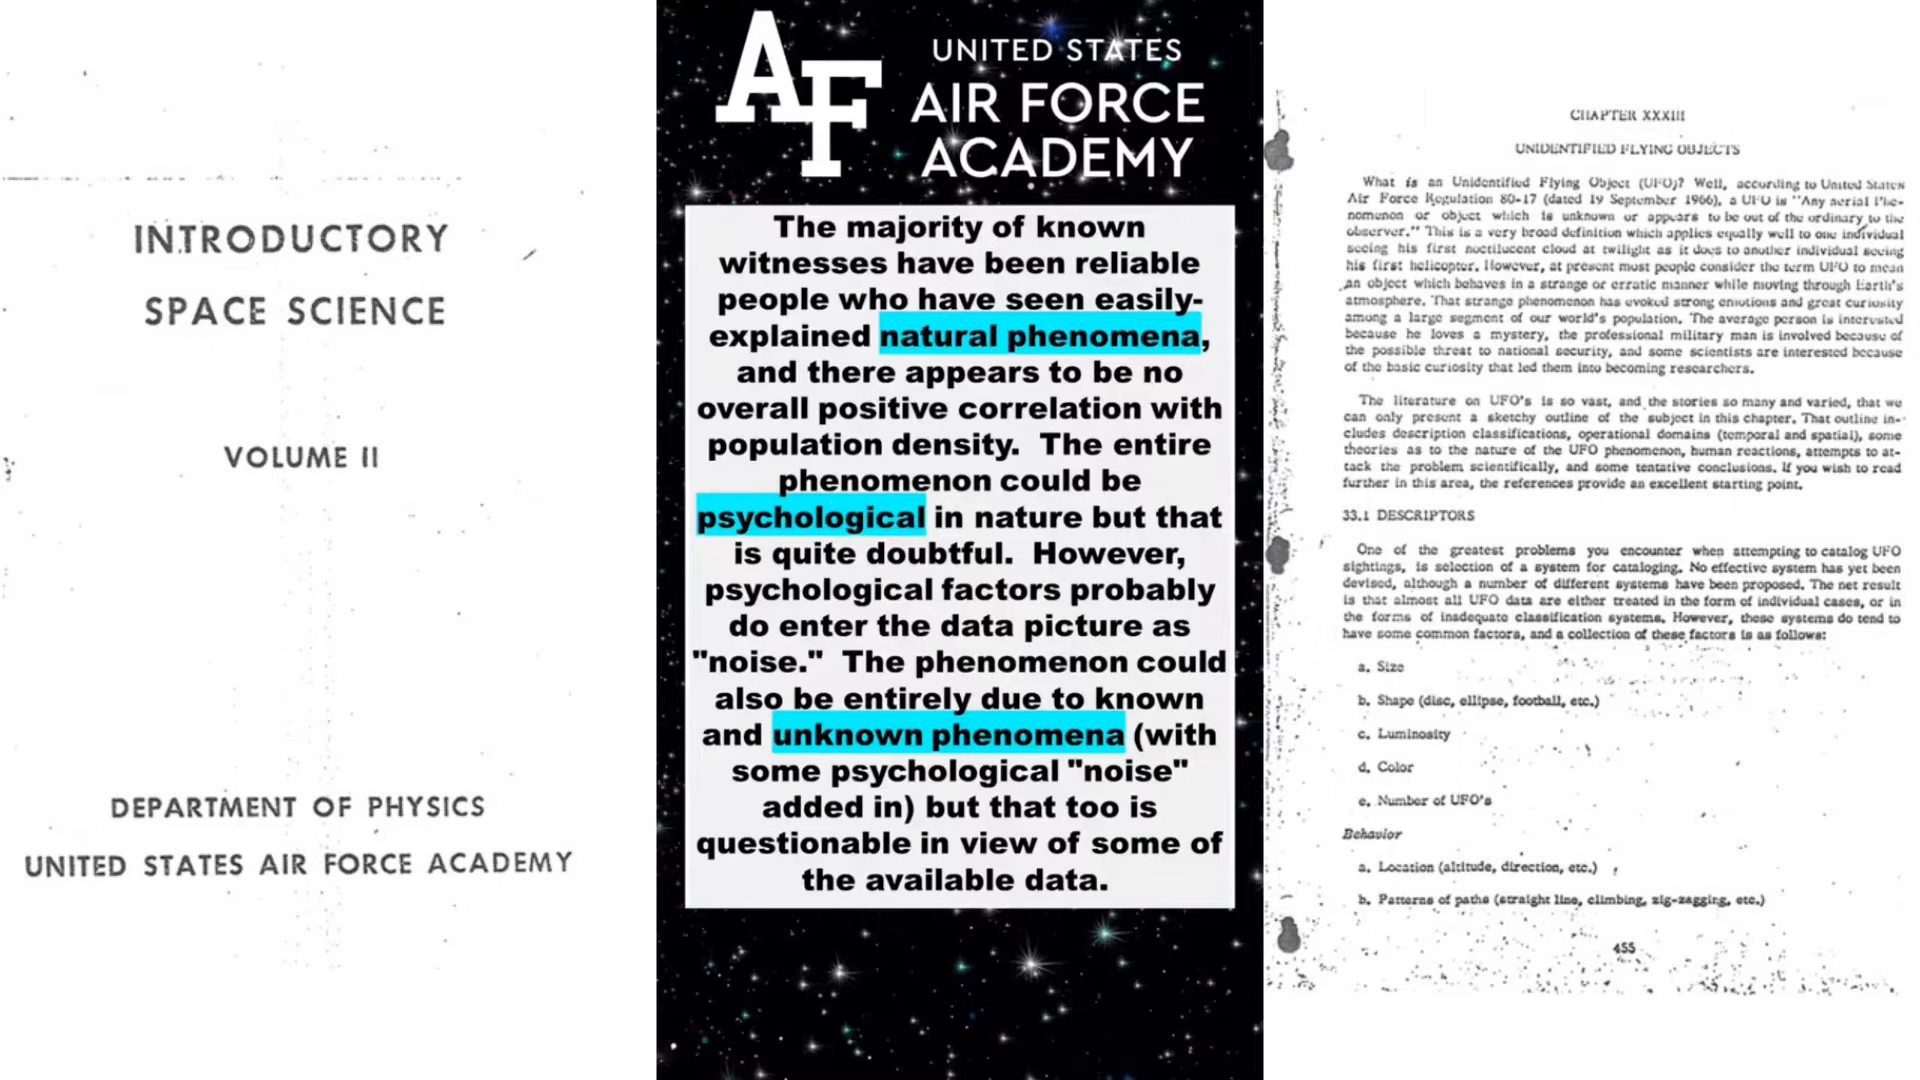 INTRODUCTORY
SPACE SCIENCE
VOLUME II
DEPARTMENT OF PHYSICS
UNITED STATES AIR FORCE ACADEMY
AF
UNITED STATES
AIR FORCE
ACADEMY
The majority of known
witnesses have been reliable
people who have seen easily-
explained natural phenomena,
and there appears to be no
overall positive correlation with
population density. The entire
phenomenon could be
psychological in nature but that
is quite doubtful. However,
psychological factors probably
do enter the data picture as
"noise." The phenomenon could
also be entirely due to known
and unknown phenomena (with
some psychological "noise"
added in) but that too is
questionable in view of some of
the available data.
CHAPTER XXXIII
UNIDENTIFIED FLYING OBJECTS
What is an Unidentified Flying Object (UFO)? Well, according to United States
Air Force Regulation 80-17 (dated 19 September 1966), a UFO is "Any aerial Phe-
nomenon or object which is unknown or appears to be out of the ordinary to the
observer." This is a very broad definition which applies equally well to one individual
seeing his first noctilucent cloud at twilight as it does to another individual seeing
his first helicopter. However, at present most people consider the term UFO to mean
an object which behaves in a strange or erratic manner while moving through Earth's
atmosphere. That strange phenomenon has evoked strong emotions and great curiosity
among a large segment of our world's population. The average person is interested
because he loves a mystery, the professional military man is involved because of
the possible threat to national security, and some scientists are interested because
of the basic curiosity that led them into becoming researchers.
The literature on UFO's is so vast, and the stories so many and varied, that we
can only present a sketchy outline of the subject in this chapter. That outline in-
cludes description classifications, operational domains (temporal and spatial), some
theories as to the nature of the UFO phenomenon, human reactions, attempts to at-
tack the problem scientifically, and some tentative conclusions. If you wish to read
further in this area, the references provide an excellent starting point.
33.1 DESCRIPTORS
One of the greatest problems you encounter when attempting to catalog UFO
sightings, is selection of a system for cataloging. No effective system has yet been
devised, although a number of different systems have been proposed. The net result
is that almost all UFO data are either treated in the form of individual cases, or in
the forms of inadequate classification systems. However, these systems do tend to
have some common factors, and a collection of these factors is as follows:
a. Size
b. Shape (disc, ellipse, football, etc.)
c. Luminosity
d. Color
e. Number of UFO's
Behavior
a. Location (altitude, direction, etc.)
b. Patterns of paths (straight line, climbing, zig-zagging, etc.)
455